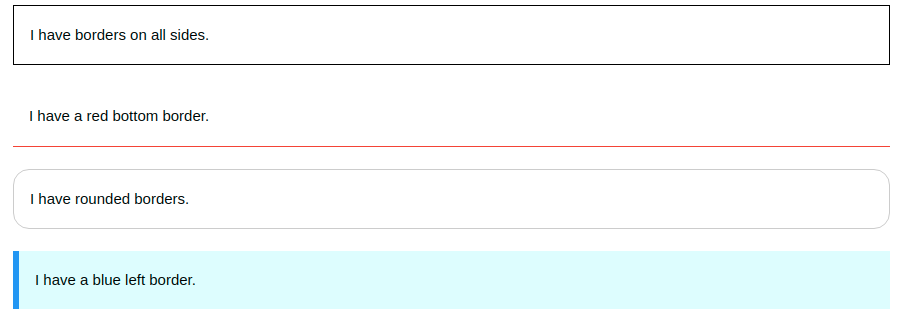 I have borders on all sides.
I have a red bottom border.
I have rounded borders.
I have a blue left border.